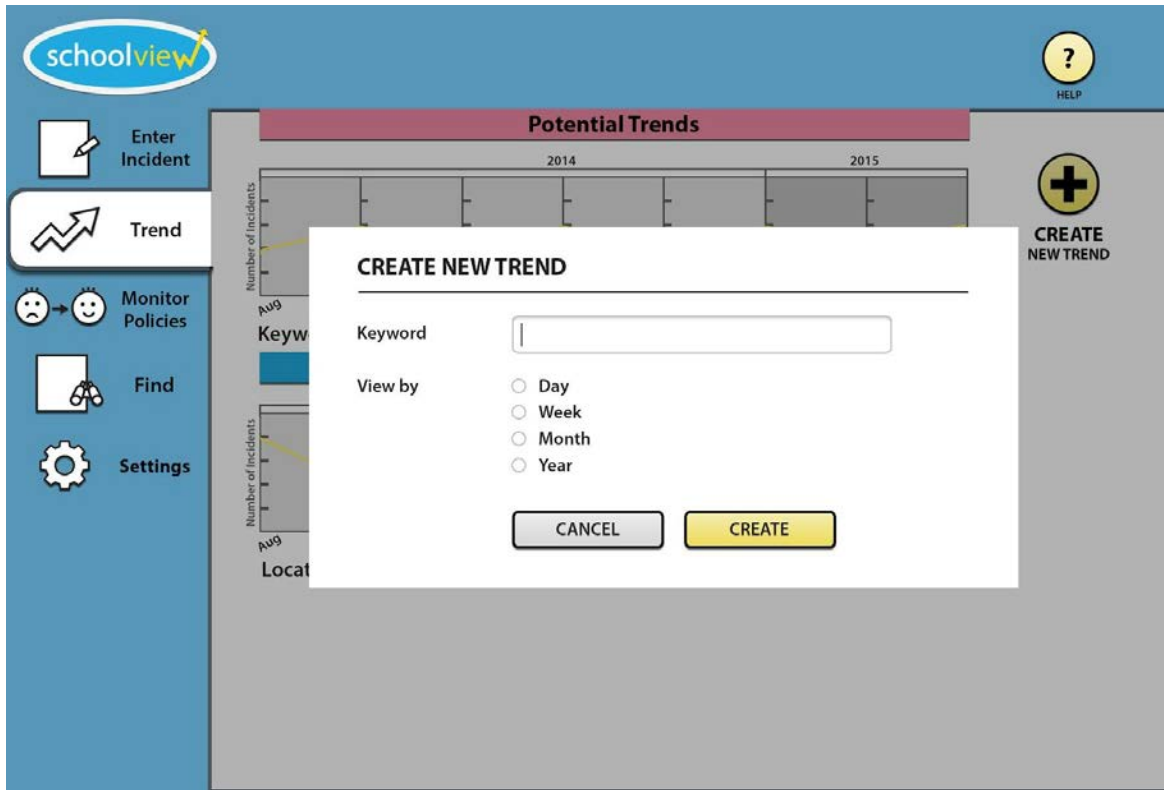 schoolview
?
HELP
Enter
Incident
Trend
Monitor
Policies
Find
Settings
Potential Trends
2014 2015
Number of Incidents
Aug
Keyw
CREATE
NEW TREND
CREATE NEW TREND
Keyword
View by
Day
Week
Month
Year
CANCEL CREATE
Number of Incidents
Aug
Locat